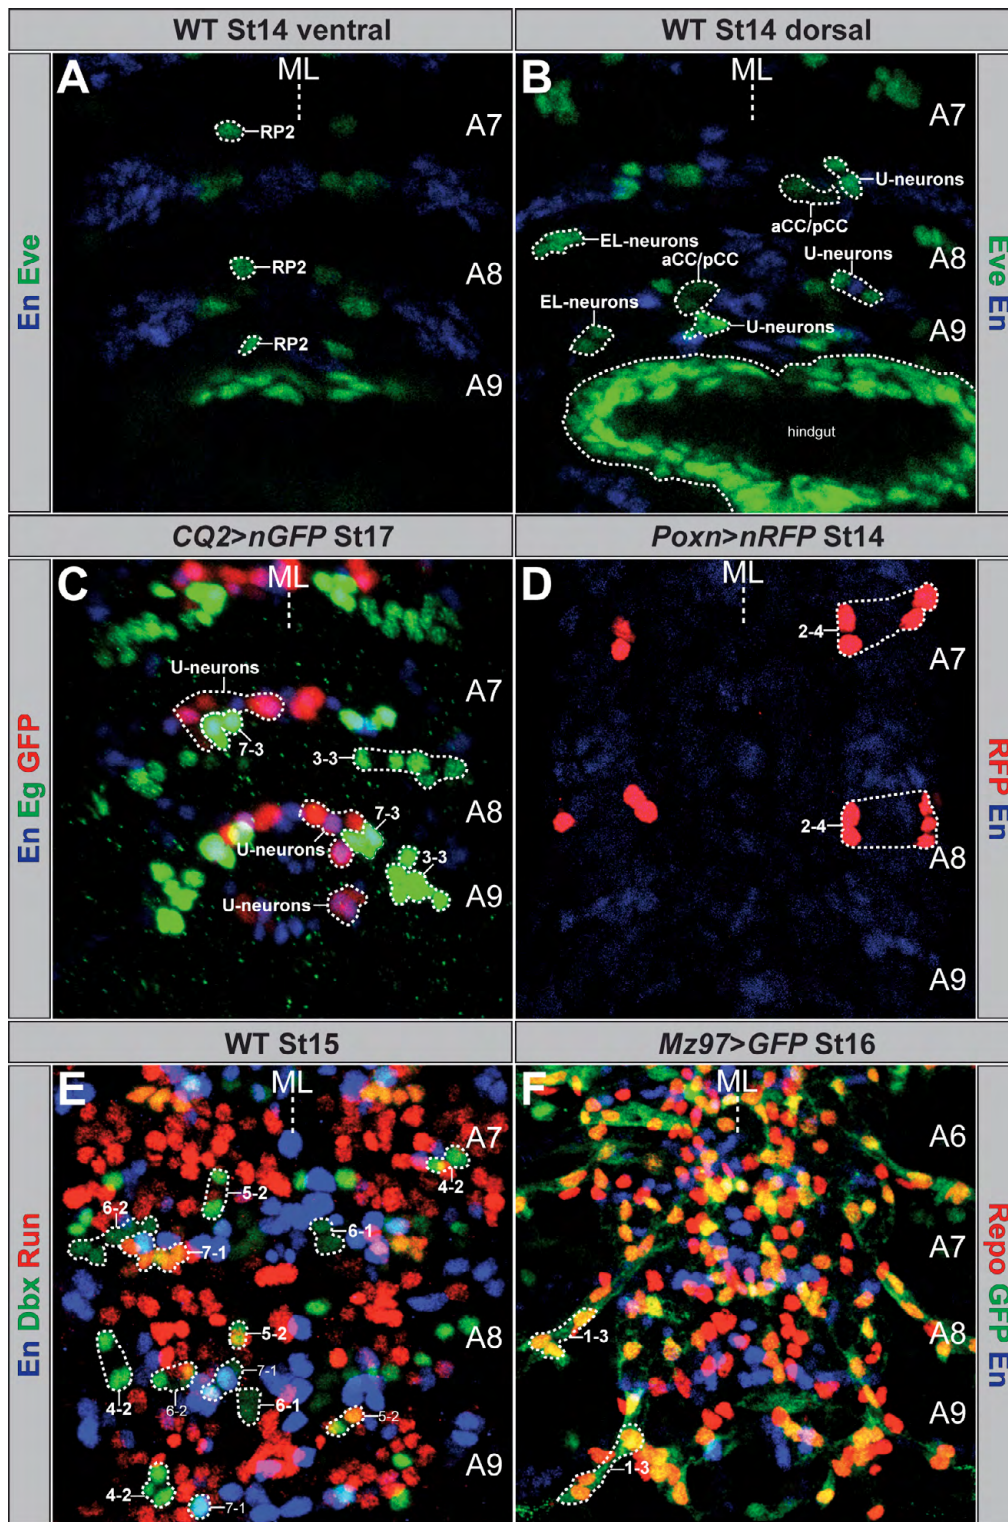 WT St14 ventral
WT St14 dorsal
En Eve
A
ML
RP2
A7
RP2
A8
RP2
A9
B
ML
A7
U-neurons
aCC/pCC
EL-neurons
aCC/pCC
U-neurons
A8
EL-neurons
U-neurons
A9
hindgut
Eve En
CQ2>nGFP St17
Poxn>nRFP St14
En Eg GFP
C
ML
U-neurons
A7
7-3
3-3
A8
7-3
U-neurons
3-3
A9
U-neurons
D
ML
2-4
A7
2-4
A8
A9
RFP En
WT St15
Mz97>GFP St16
En Dbx Run
E
ML
A7
4-2
5-2
6-2
6-1
7-1
5-2
A8
7-1
4-2
6-2
6-1
5-2
A9
4-2
7-1
F
ML
A6
A7
1-3
A8
A9
1-3
Repo GFP En